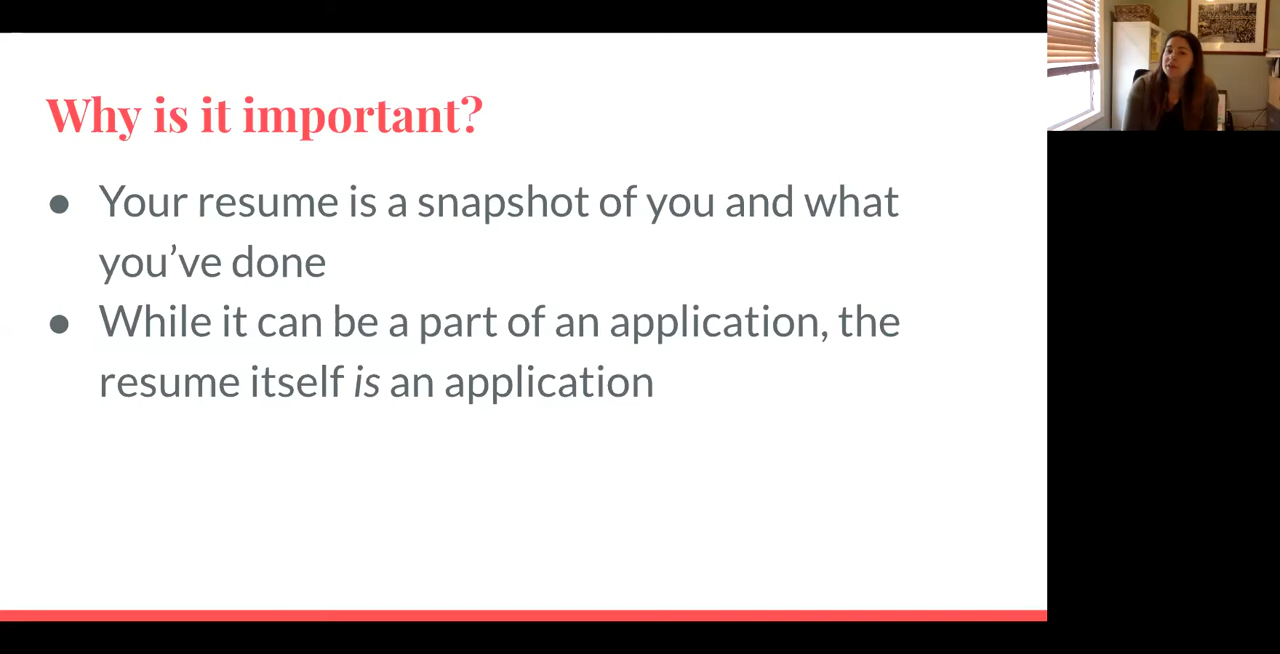 Why is it important?
● Your resume is a snapshot of you and what
you’ve done
● While it can be a part of an application, the
resume itself is an application